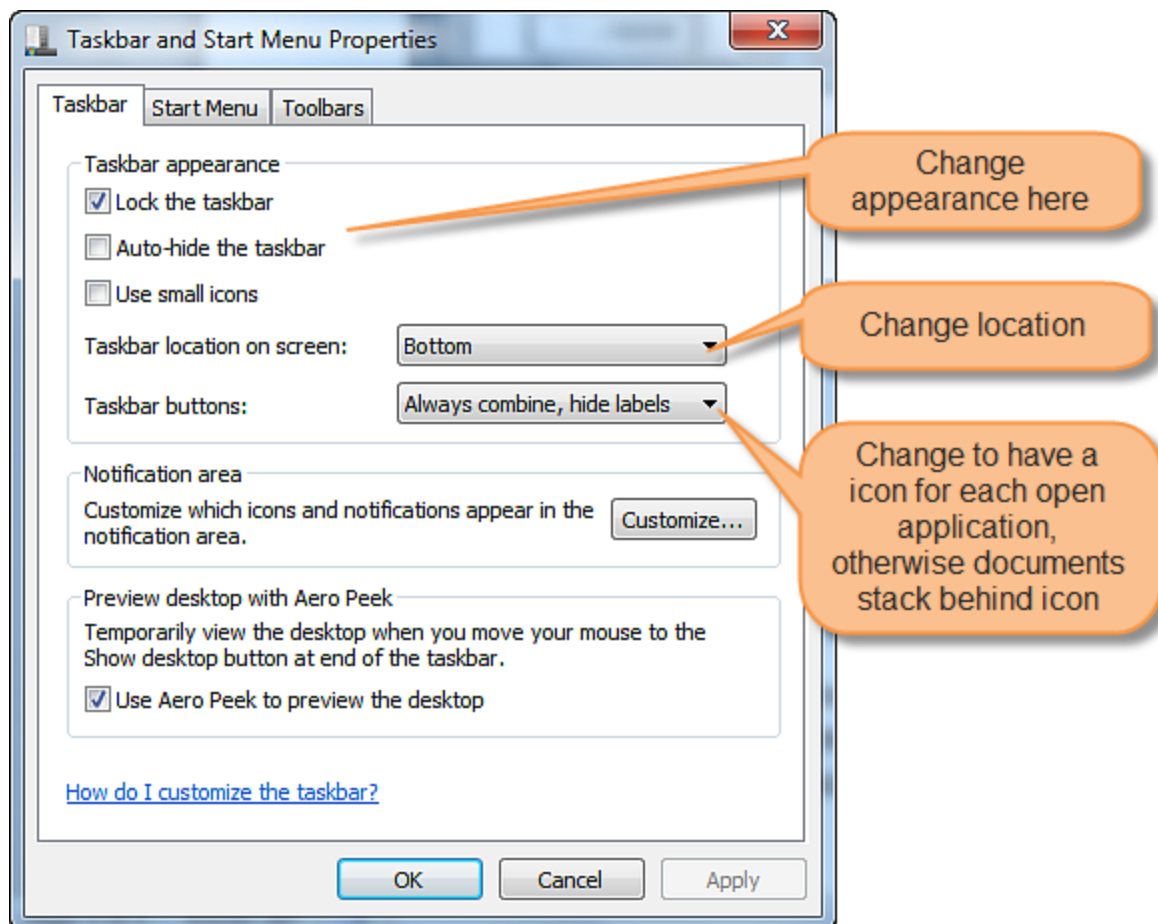 Taskbar and Start Menu Properties
X
Taskbar
Start Menu
Toolbars
Taskbar appearance
Lock the taskbar
Auto-hide the taskbar
Use small icons
Taskbar location on screen:
Bottom
Taskbar buttons:
Always combine, hide labels
Notification area
Customize which icons and notifications appear in the
notification area.
Customize...
Preview desktop with Aero Peek
Temporarily view the desktop when you move your mouse to the
Show desktop button at end of the taskbar.
Use Aero Peek to preview the desktop
How do I customize the taskbar?
OK
Cancel
Apply
Change
appearance here
Change location
Change to have a
icon for each open
application,
otherwise documents
stack behind icon